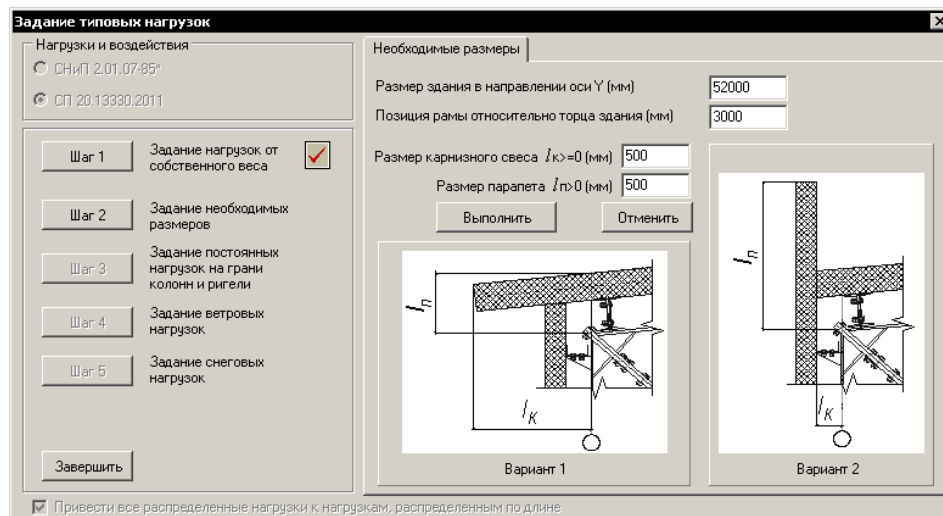 Задание типовых нагрузок
Нагрузки и воздействия
СНиП 2.01.07-85*
СП 20.13330.2011
Шаг 1
Задание нагрузок от
собственного веса
Шаг 2
Задание необходимых
размеров
Шаг 3
Задание постоянных
нагрузок на грани
колонн и ригели
Шаг 4
Задание ветровых
нагрузок
Шаг 5
Задание снеговых
нагрузок
Завершить
Необходимые размеры
Размер здания в направлении оси Y (мм) 52000
Позиция рамы относительно торца здания (мм) 3000
Размер карнизного свеса lк>=0 (мм) 500
Размер парапета lп>0 (мм) 500
Выполнить Отменить
lп
lК
Вариант 1
lп
lК
Вариант 2
Привести все распределенные нагрузки к нагрузкам, распределенным по длине